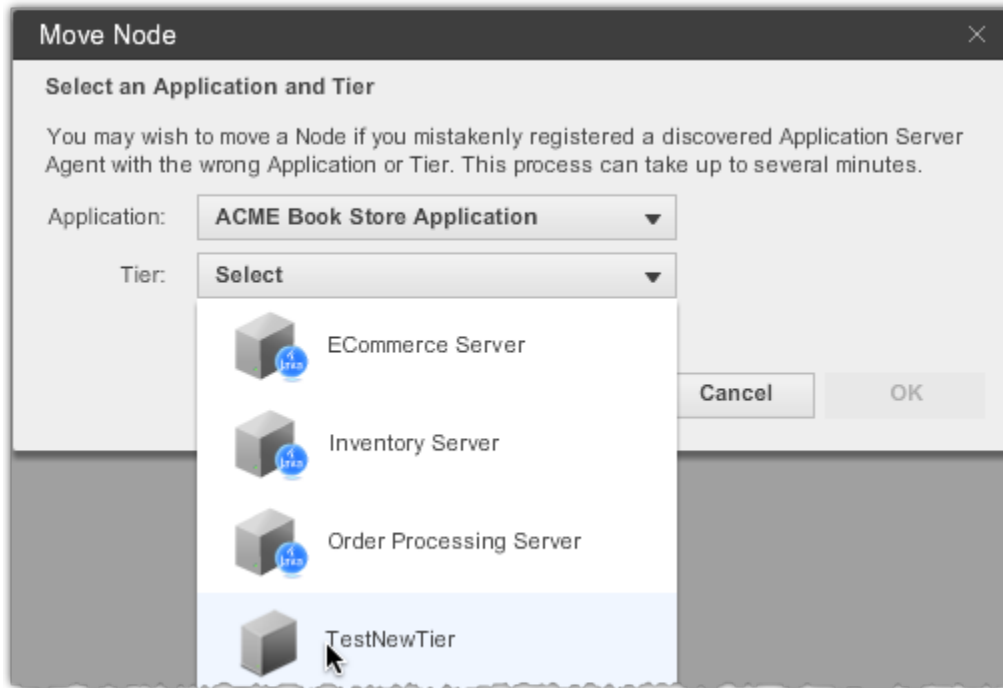 Move Node
Select an Application and Tier
You may wish to move a Node if you mistakenly registered a discovered Application Server
Agent with the wrong Application or Tier. This process can take up to several minutes.
Application: ACME Book Store Application
Tier: Select
ECommerce Server
Inventory Server
Cancel OK
Order Processing Server
TestNewTier